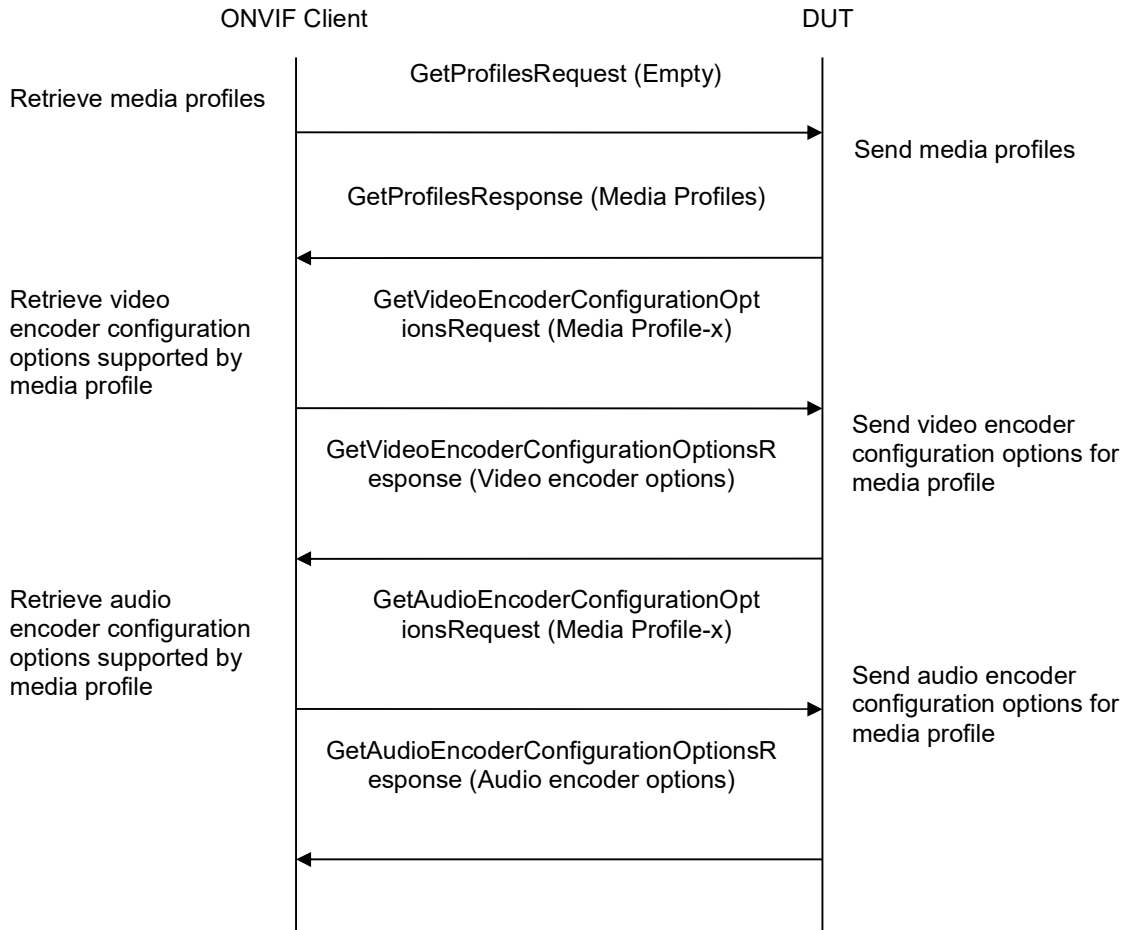 ONVIF Client
DUT
GetProfilesRequest (Empty)
Retrieve media profiles
Send media profiles
GetProfilesResponse (Media Profiles)
Retrieve video
encoder configuration
options supported by
media profile
GetVideoEncoderConfigurationOpt
ionsRequest (Media Profile-x)
Send video encoder
configuration options for
media profile
GetVideoEncoderConfigurationOptionsR
esponse (Video encoder options)
Retrieve audio
encoder configuration
options supported by
media profile
GetAudioEncoderConfigurationOpt
ionsRequest (Media Profile-x)
Send audio encoder
configuration options for
media profile
GetAudioEncoderConfigurationOptionsR
esponse (Audio encoder options)